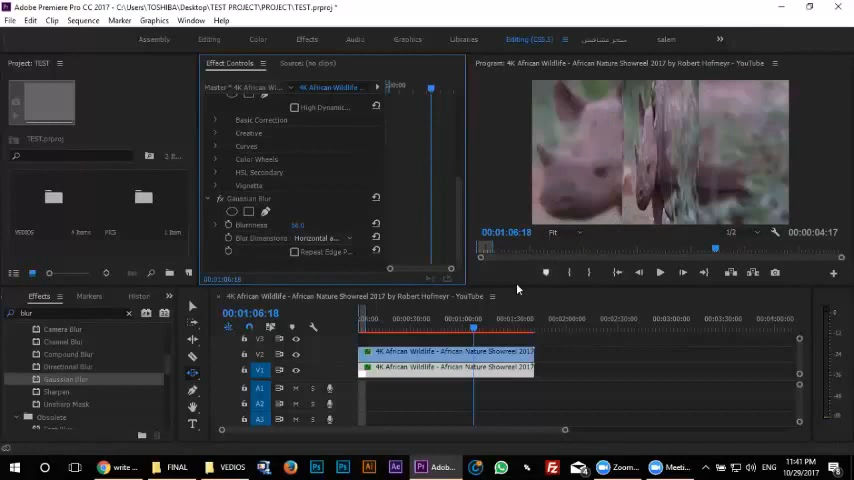 Adobe Premiere Pro CC 2017 - C:\Users\TOSHIBA\Desktop\TEST PROJECT\PROJECT\TEST.prproj *
File Edit Clip Sequence Marker Graphics Window Help
Assembly Editing Color Effects Audio Graphics Libraries Editing (CS5.5) salem
Project: TEST
Effect Controls
Source: (no clips)
Program: 4K African Wildlife - African Nature Showreel 2017 by Robert Hofmeyr - YouTube
Master * 4K African Wi...
4K African Wildlife ...
High Dynamic...
Basic Correction
Creative
Curves
Color Wheels
HSL Secondary
Vignette
fx Gaussian Blur
Blurriness 56.0
Blur Dimensions Horizontal a...
Repeat Edge P...
00:01:06:18
TEST.prproj
2 Ite...
VEDIOS 4 Items
PICS
00:01:06:18 Fit 1/2 00:00:04:17
Effects Markers Histor
blur
Camera Blur
Channel Blur
Compound Blur
Directional Blur
Gaussian Blur
Sharpen
Unsharp Mask
Obsolete
× 4K African Wildlife - African Nature Showreel 2017 by Robert Hofmeyr - YouTube
00:01:06:18
00:00:30:00 00:01:00:00 00:01:30:00 00:02:00:00 00:02:30:00 00:03:00:00 00:03:30:00 00:04:00:00
V3
V2
4K African Wildlife - African Nature Showreel 2017
V1
4K African Wildlife - African Nature Showreel 2017
A1 M S
A2 M S
A3 M S
write ...
FINAL
VEDIOS
Adob...
Zoom...
Meeti...
ENG
11:41 PM
10/29/2017